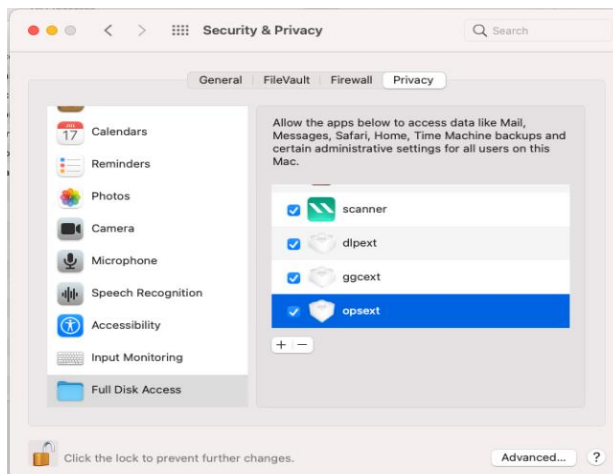 Security & Privacy
Search
General FileVault Firewall Privacy
JUL
17
Calendars
Reminders
Photos
Camera
Microphone
Speech Recognition
Accessibility
Input Monitoring
Full Disk Access
Allow the apps below to access data like Mail,
Messages, Safari, Home, Time Machine backups and
certain administrative settings for all users on this
Mac.
scanner
dlpext
ggcext
opsext
+ −
Click the lock to prevent further changes.
Advanced...
?